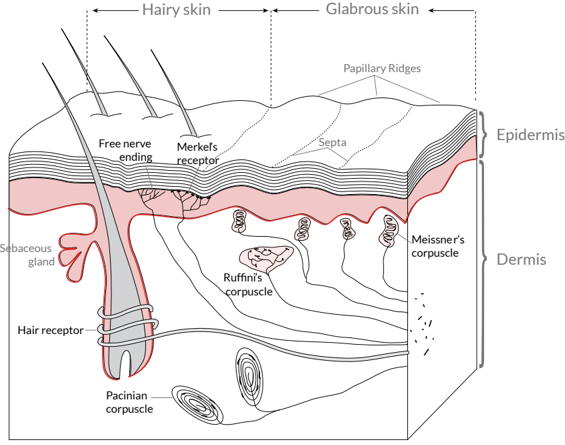 Hairy skin
Glabrous skin
Papillary Ridges
Septa
Free nerve
ending
Merkel's
receptor
Epidermis
Sebaceous
gland
Meissner's
corpuscle
Dermis
Ruffini's
corpuscle
Hair receptor
Pacinian
corpuscle